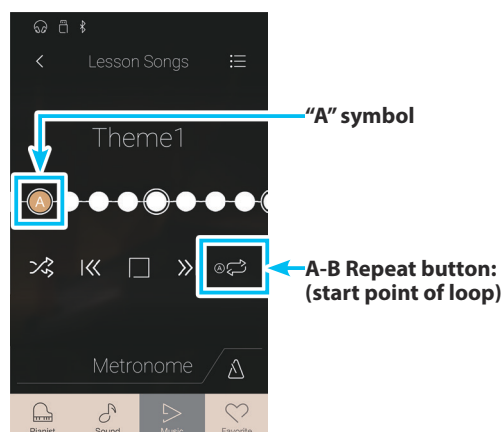 Lesson Songs
“A” symbol
Theme1
A
A
A-B Repeat button:
(start point of loop)
Metronome
Pianist Sound Music Favorite